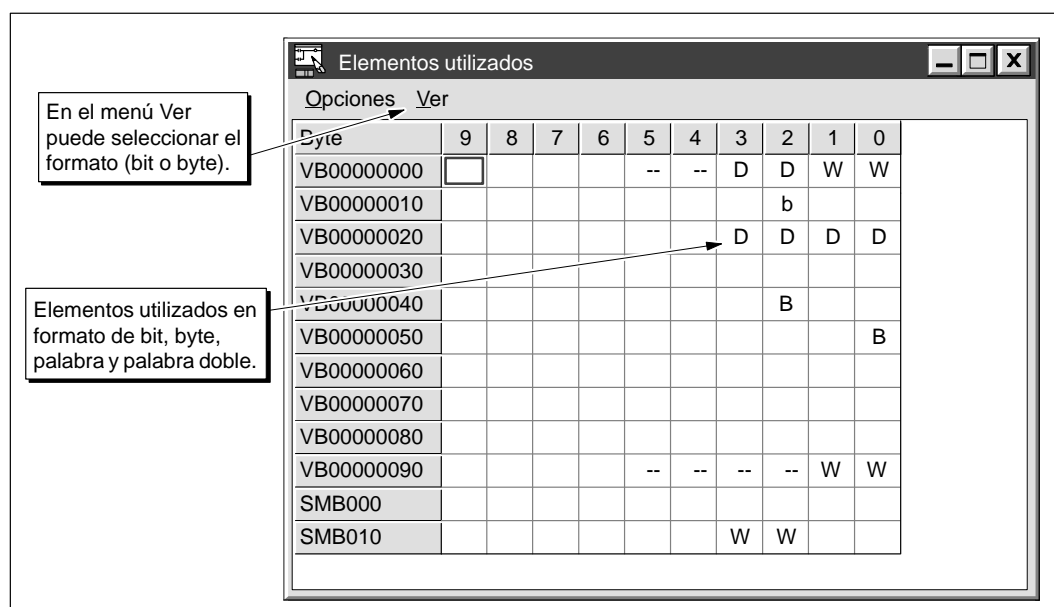 Elementos utilizados
Opciones Ver
En el menú Ver
puede seleccionar el
formato (bit o byte).
Byte 9 8 7 6 5 4 3 2 1 0
VB00000000 -- -- D D W W
VB00000010 b
VB00000020 D D D D
VB00000030
Elementos utilizados en
formato de bit, byte,
palabra y palabra doble.
VB00000040 B
VB00000050 B
VB00000060
VB00000070
VB00000080
VB00000090 -- -- -- -- W W
SMB000
SMB010 W W